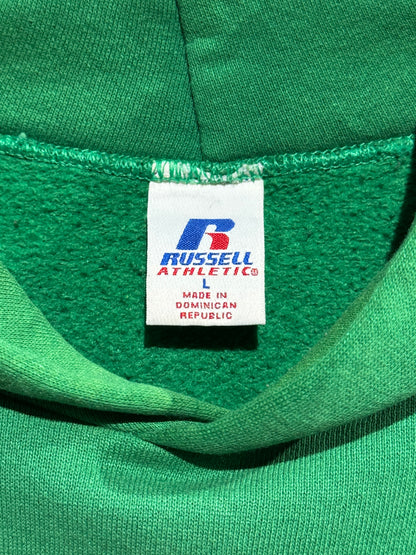 RUSSELL
ATHLETIC®
L
MADE IN
DOMINICAN
REPUBLIC